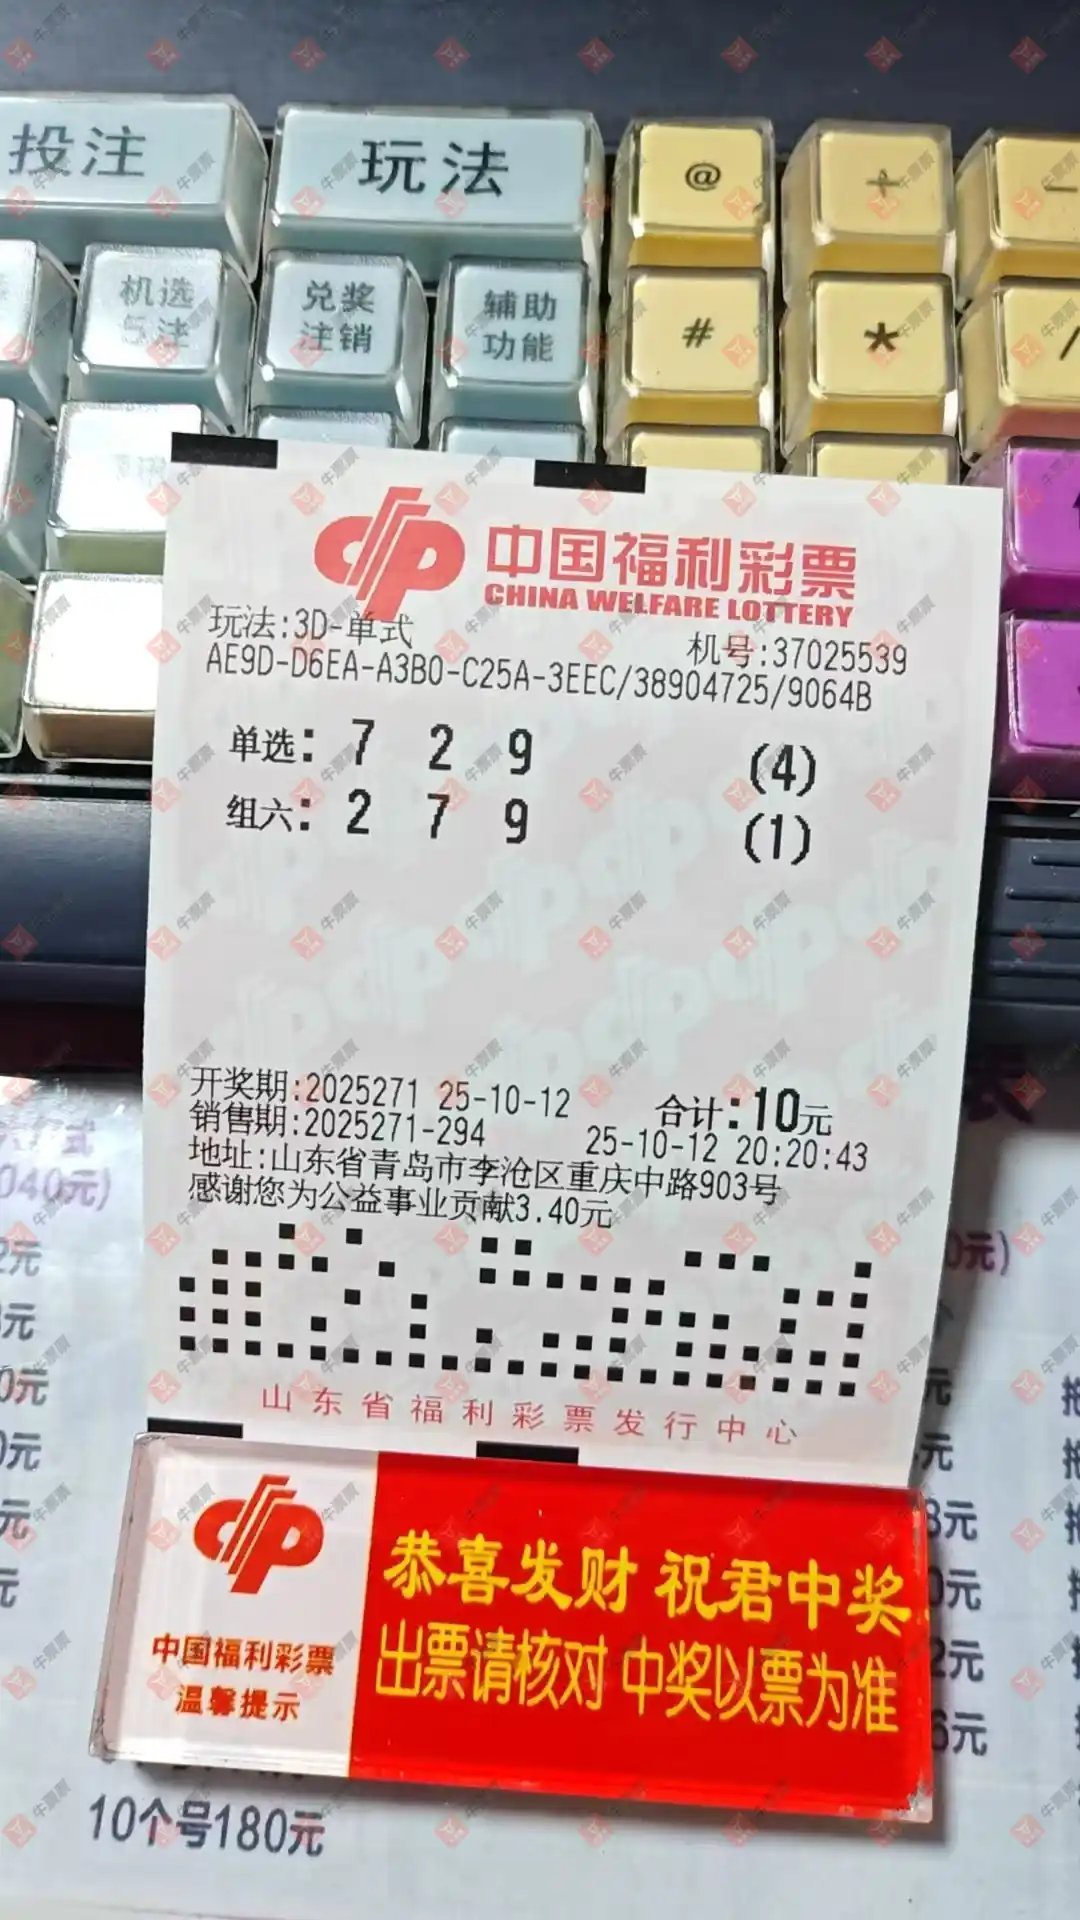 投注 玩法 @ + -
机选 5注 兑奖 注销 辅助 功能 # * /
中国福利彩票
CHINA WELFARE LOTTERY
玩法:3D-单式
机号:37025539
AE9D-D6EA-A3B0-C25A-3EEC/38904725/9064B
单选: 7 2 9 (4)
组六: 2 7 9 (1)
开奖期:2025271 25-10-12
合计:10元
销售期:2025271-294 25-10-12 20:20:43
地址:山东省青岛市李沧区重庆中路903号
感谢您为公益事业贡献3.40元
山东省福利彩票发行中心
中国福利彩票
温馨提示
恭喜发财 祝君中奖
出票请核对 中奖以票为准
10个号180元
牛票票